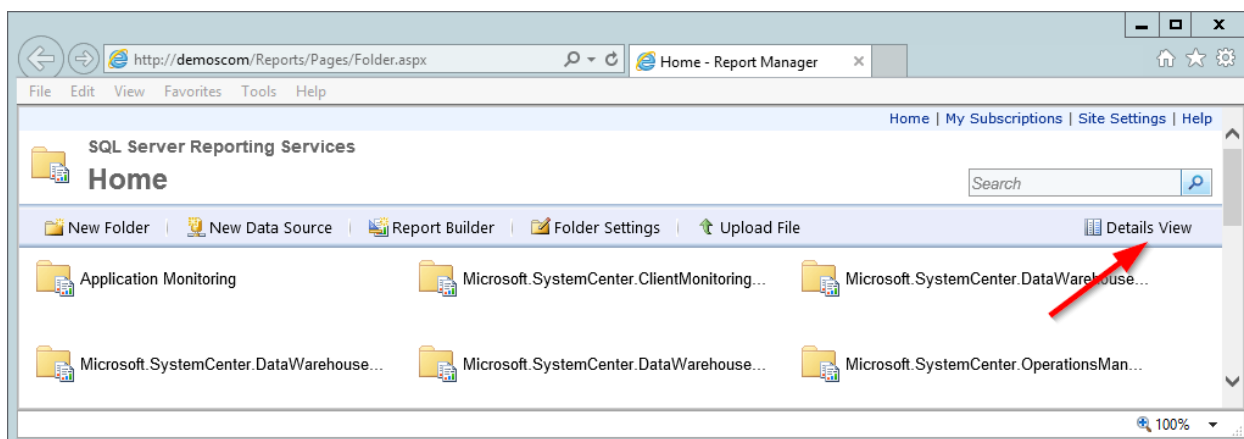 http://demoscom/Reports/Pages/Folder.aspx Home - Report Manager
File Edit View Favorites Tools Help
Home | My Subscriptions | Site Settings | Help
SQL Server Reporting Services
Home
Search
New Folder New Data Source Report Builder Folder Settings Upload File Details View
Application Monitoring Microsoft.SystemCenter.ClientMonitoring... Microsoft.SystemCenter.DataWarehouse...
Microsoft.SystemCenter.DataWarehouse... Microsoft.SystemCenter.DataWarehouse... Microsoft.SystemCenter.OperationsMan...
100%